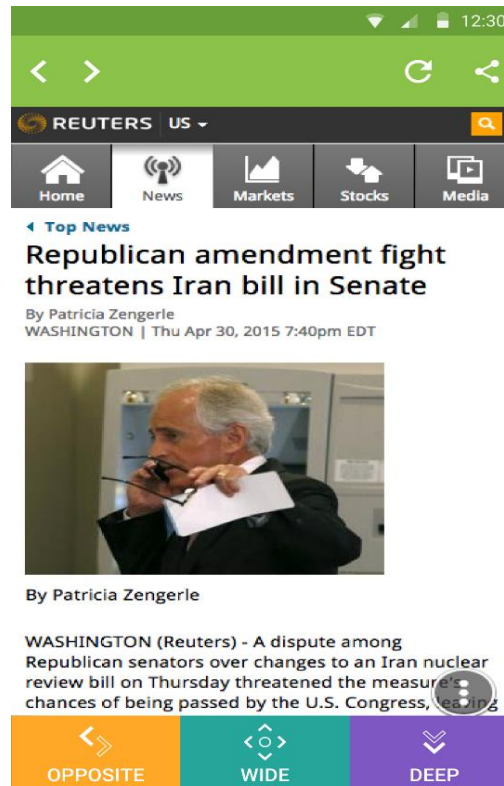 12:30
REUTERS US
Home News Markets Stocks Media
Top News
Republican amendment fight
threatens Iran bill in Senate
By Patricia Zengerle
WASHINGTON | Thu Apr 30, 2015 7:40pm EDT
By Patricia Zengerle
WASHINGTON (Reuters) - A dispute among
Republican senators over changes to an Iran nuclear
review bill on Thursday threatened the measure's
chances of being passed by the U.S. Congress, leaving
OPPOSITE WIDE DEEP